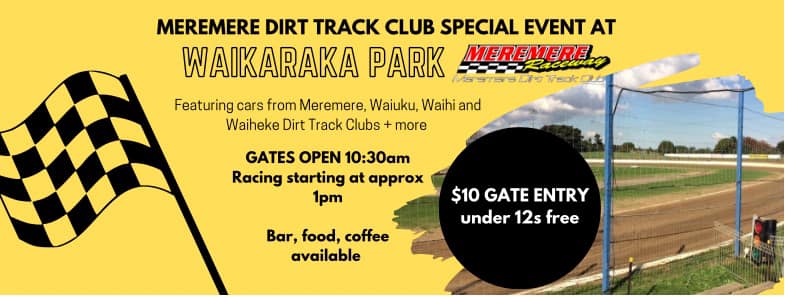 MEREMERE DIRT TRACK CLUB SPECIAL EVENT AT
WAIKARAKA PARK
MEREMERE
Raceway
Meremere Dirt Track Club
Featuring cars from Meremere, Waiuku, Waihi and
Waiheke Dirt Track Clubs + more
GATES OPEN 10:30am
Racing starting at approx
1pm
Bar, food, coffee
available
$10 GATE ENTRY
under 12s free